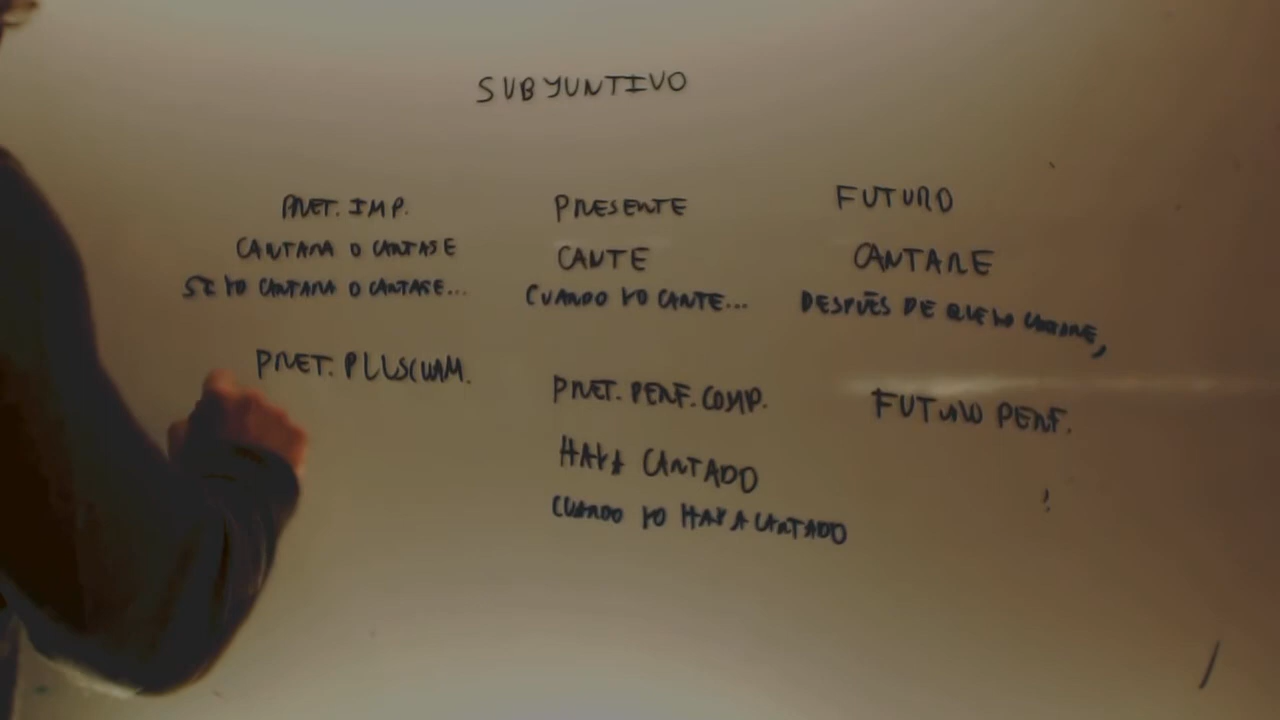 SUBYUNTIVO
PRET. IMP.
CANTARA O CANTASE
SI YO CANTARA O CANTASE...
PRET. PLUSCUAM.
PRESENTE
CANTE
CUANDO YO CANTE...
PRET. PERF. COMP.
HAYA CANTADO
CUANDO YO HAYA CANTADO
FUTURO
CANTARE
DESPUÉS DE QUE YO CANTARE,
FUTURO PERF.